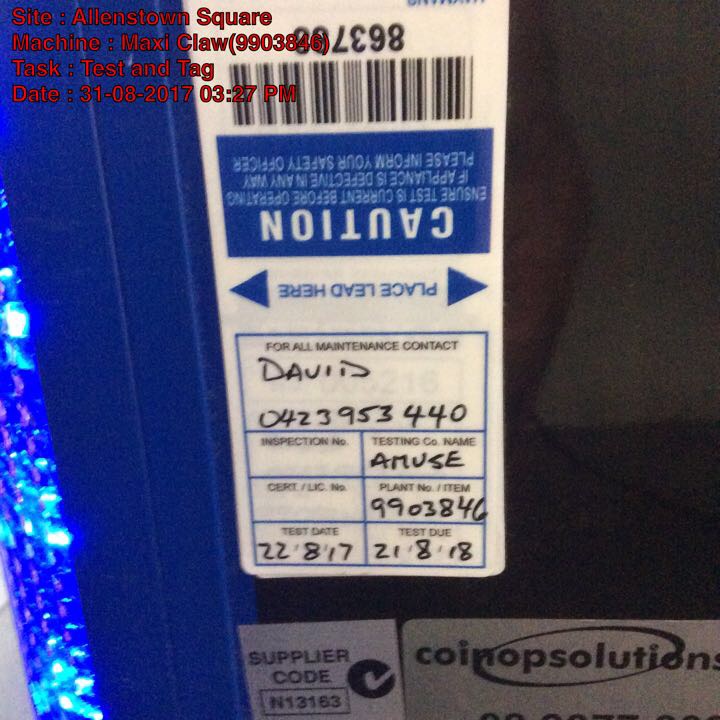 Site : Allenstown Square
Machine : Maxi Claw(9903846)
Task : Test and Tag
Date : 31-08-2017 03:27 PM
CAUTION
ENSURE TEST IS CURRENT BEFORE OPERATING
IF APPLIANCE IS DEFECTIVE IN ANY WAY
PLEASE INFORM YOUR SAFETY OFFICER
PLACE LEAD HERE
FOR ALL MAINTENANCE CONTACT
DAVID
0423953440
INSPECTION No. TESTING Co. NAME
AMUSE
CERT / LIC. No. PLANT No. / ITEM
9903846
TEST DATE TEST DUE
22'8'17 21'8'18
SUPPLIER
CODE
N13163
coinopsolutions